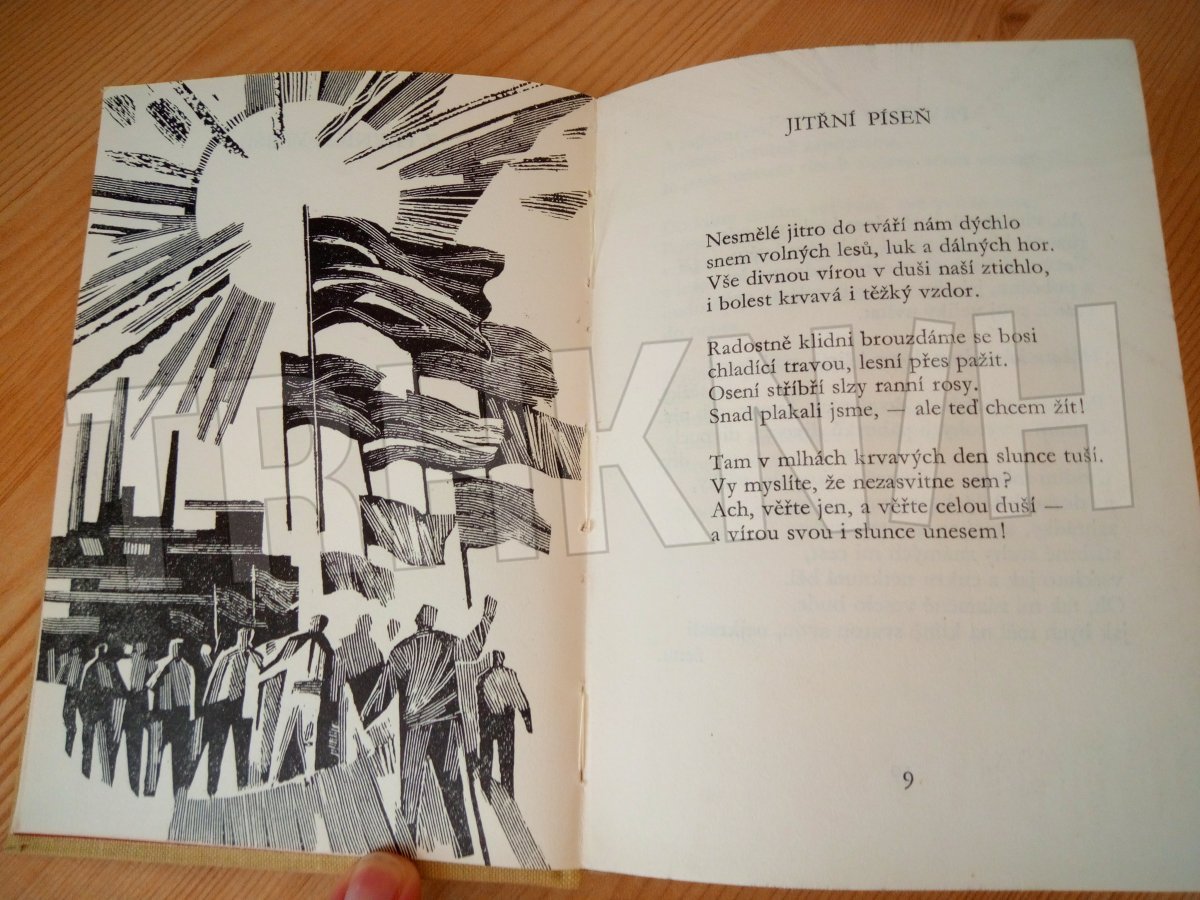 JITŘNÍ PÍSEŇ
Nesmělé jitro do tváří nám dýchlo
snem volných lesů, luk a dálných hor.
Vše divnou vírou v duši naší ztichlo,
i bolest krvavá i těžký vzdor.
Radostně klidni brouzdáme se bosi
chladící travou, lesní přes pažit.
Osení stříbří slzy ranní rosy.
Snad plakali jsme, — ale teď chcem žít!
Tam v mlhách krvavých den slunce tuší.
Vy myslíte, že nezasvitne sem?
Ach, věřte jen, a věřte celou duší —
a vírou svou i slunce unesem!
9
TRHKNIH